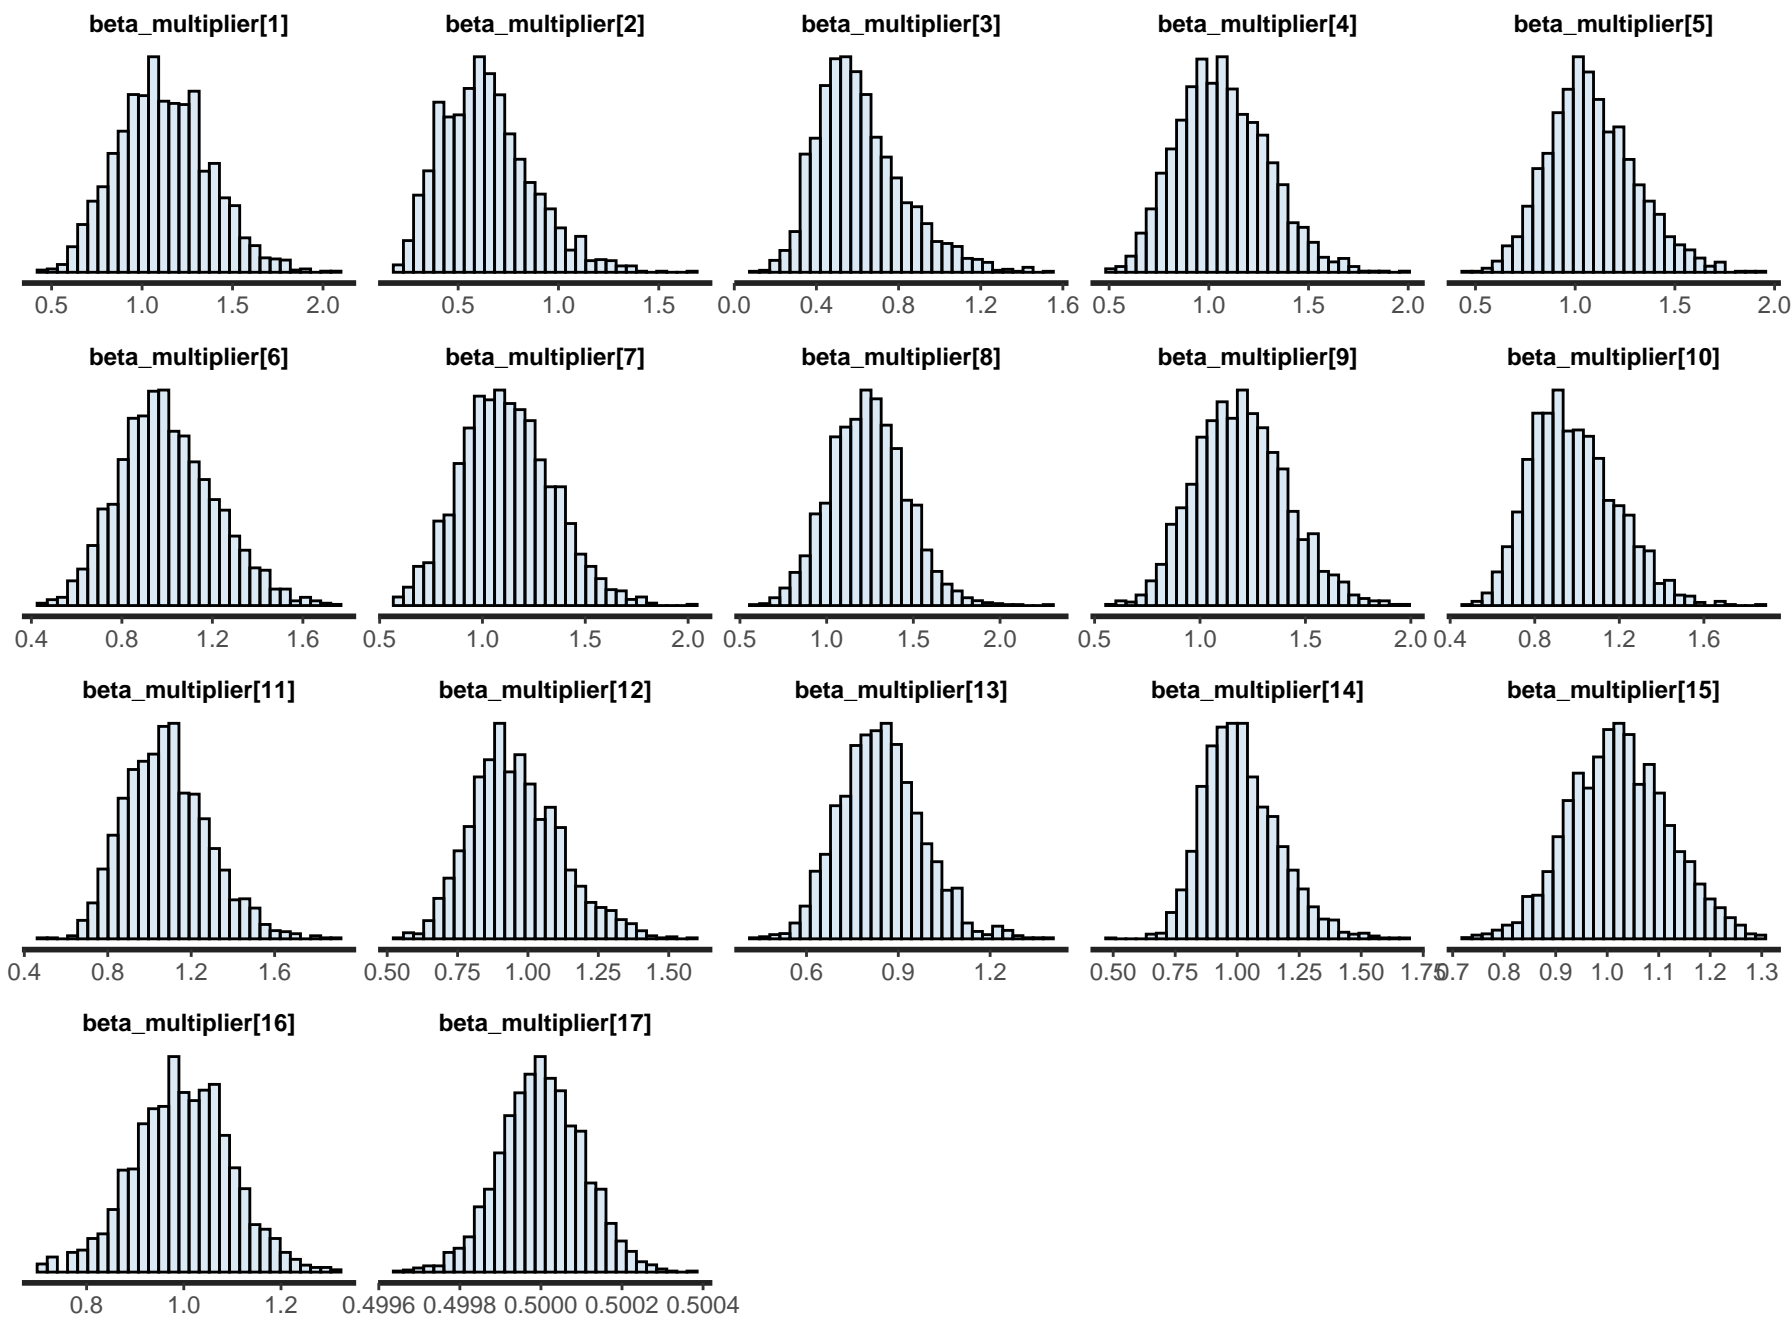 beta_multiplier[1] beta_multiplier[2] beta_multiplier[3] beta_multiplier[4] beta_multiplier[5]
0.5 1.0 1.5 2.0 0.5 1.0 1.5 0.0 0.4 0.8 1.2 1.6 0.5 1.0 1.5 2.0 0.5 1.0 1.5 2.0
beta_multiplier[6] beta_multiplier[7] beta_multiplier[8] beta_multiplier[9] beta_multiplier[10]
0.4 0.8 1.2 1.6 0.5 1.0 1.5 2.0 0.5 1.0 1.5 2.0 0.5 1.0 1.5 2.0 0.4 0.8 1.2 1.6
beta_multiplier[11] beta_multiplier[12] beta_multiplier[13] beta_multiplier[14] beta_multiplier[15]
0.4 0.8 1.2 1.6 0.50 0.75 1.00 1.25 1.50 0.6 0.9 1.2 0.50 0.75 1.00 1.25 1.50 1.75 0.7 0.8 0.9 1.0 1.1 1.2 1.3
beta_multiplier[16] beta_multiplier[17]
0.8 1.0 1.2 0.4996 0.4998 0.5000 0.5002 0.5004